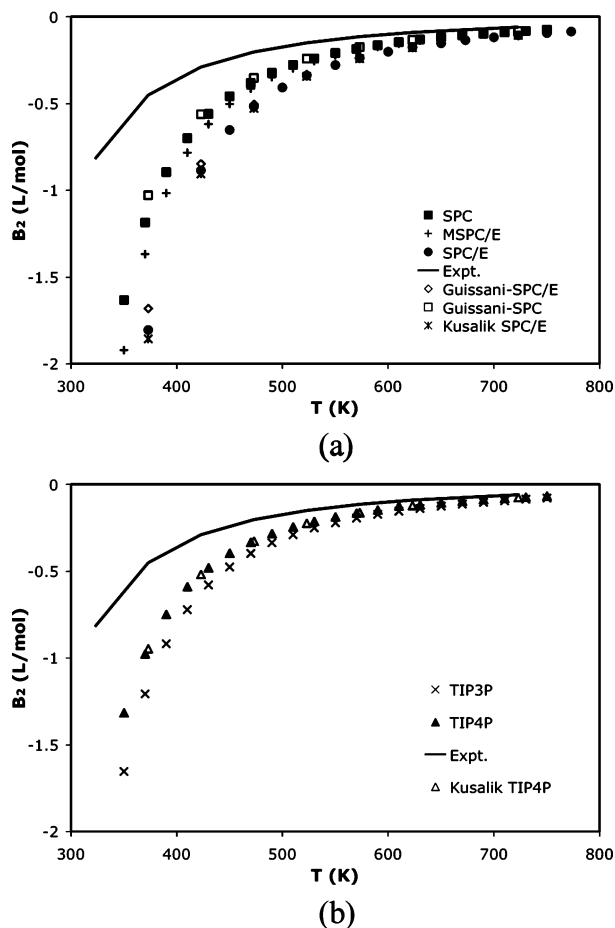 0
-0.5
-1
-1.5
-2
B₂ (L/mol)
SPC
MSPC/E
SPC/E
Expt.
Guissani-SPC/E
Guissani-SPC
Kusalik SPC/E
300 400 500 600 700 800
T (K)
(a)
0
-0.5
-1
-1.5
-2
B₂ (L/mol)
TIP3P
TIP4P
Expt.
Kusalik TIP4P
300 400 500 600 700 800
T (K)
(b)